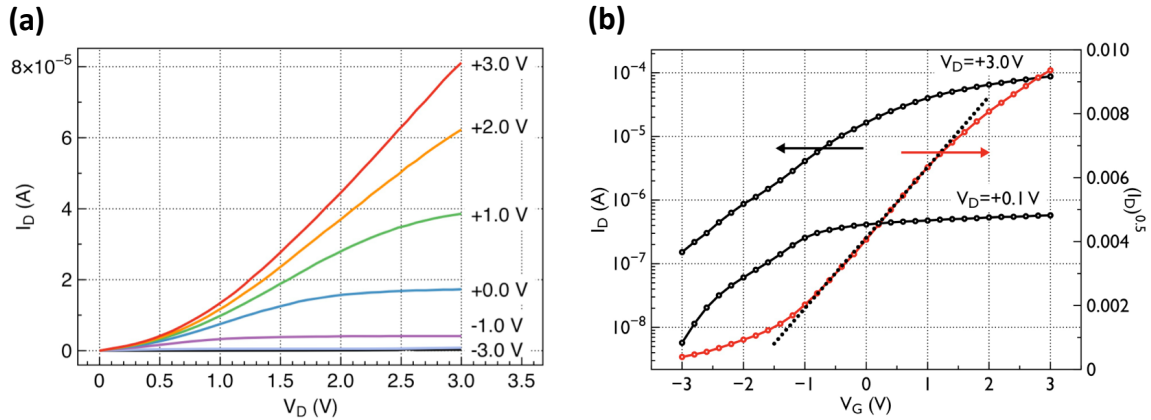 (a)
I_D (A)
8×10⁻⁵
6
4
2
0
0
0.5
1.0
1.5
2.0
2.5
3.0
3.5
V_D (V)
+3.0 V
+2.0 V
+1.0 V
+0.0 V
-1.0 V
-3.0 V
(b)
I_D (A)
10⁻⁴
10⁻⁵
10⁻⁶
10⁻⁷
10⁻⁸
−3
−2
−1
0
1
2
3
V_G (V)
V_D=+3.0 V
V_D=+0.1 V
0.010
0.008
0.006
0.004
0.002
0
(I_D)^0.5